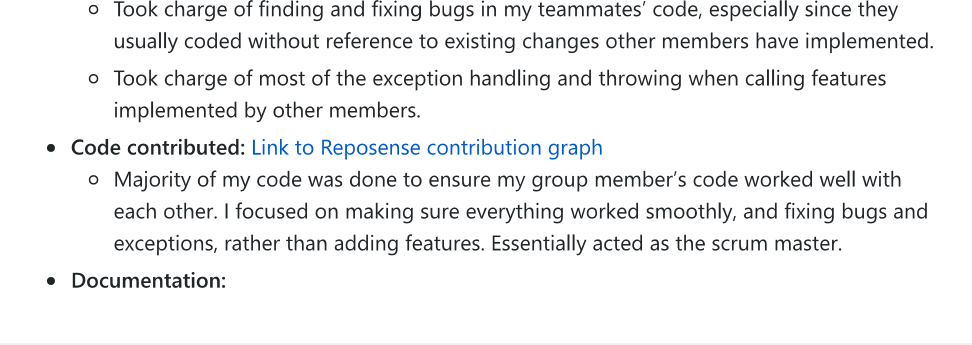 Took charge of finding and fixing bugs in my teammates’ code, especially since they
usually coded without reference to existing changes other members have implemented.
Took charge of most of the exception handling and throwing when calling features
implemented by other members.
Code contributed: Link to Reposense contribution graph
Majority of my code was done to ensure my group member’s code worked well with
each other. I focused on making sure everything worked smoothly, and fixing bugs and
exceptions, rather than adding features. Essentially acted as the scrum master.
Documentation: